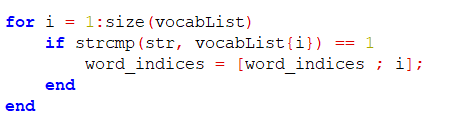 for i = 1:size(vocabList)
    if strcmp(str, vocabList{i}) == 1
        word_indices = [word_indices ; i];
    end
end